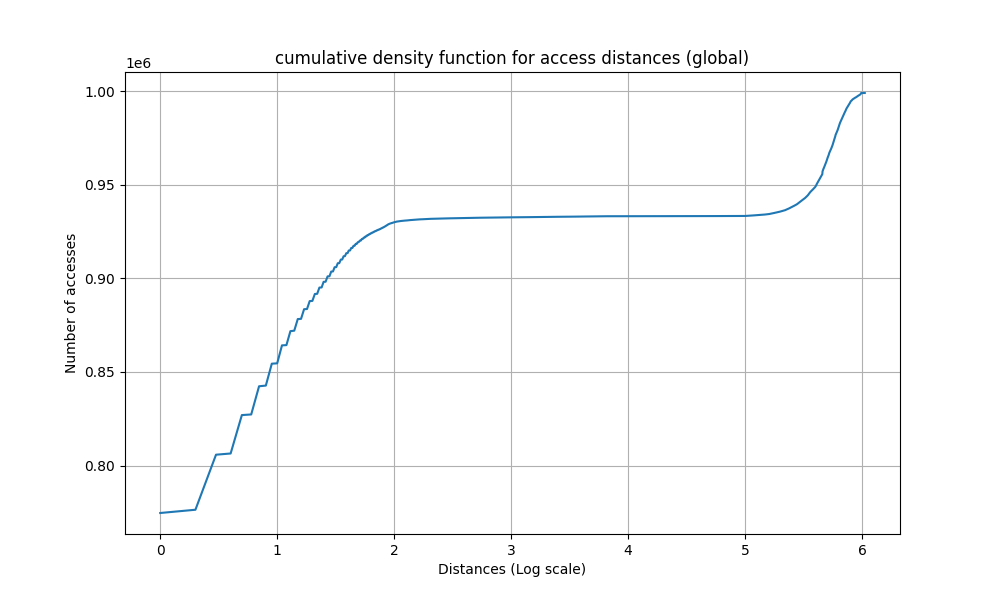 cumulative density function for access distances (global)
1e6
1.00
0.95
0.90
0.85
0.80
Number of accesses
0 1 2 3 4 5 6
Distances (Log scale)